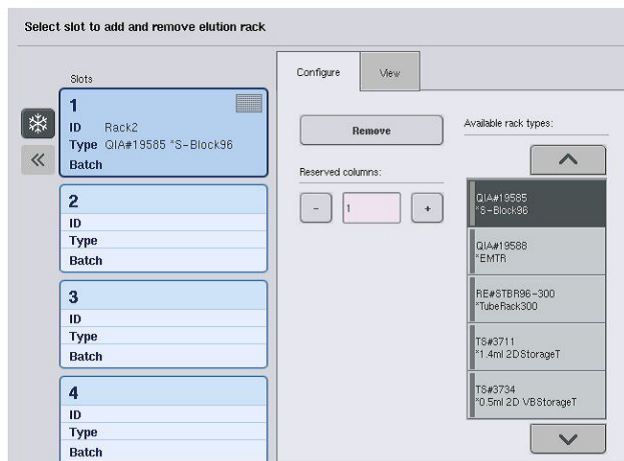 Select slot to add and remove elution rack
Slots
1
ID Rack2
Type QIA#19585 *S-Block96
Batch
2
ID
Type
Batch
3
ID
Type
Batch
4
ID
Type
Batch
Configure
View
Remove
Reserved columns:
- 1 +
Available rack types:
QIA#19585
*S-Block96
QIA#19588
*EMTR
RE#STBR96-300
*TubeRack300
TS#3711
*1.4ml 2DStorageT
TS#3734
*0.5ml 2D VBStorageT